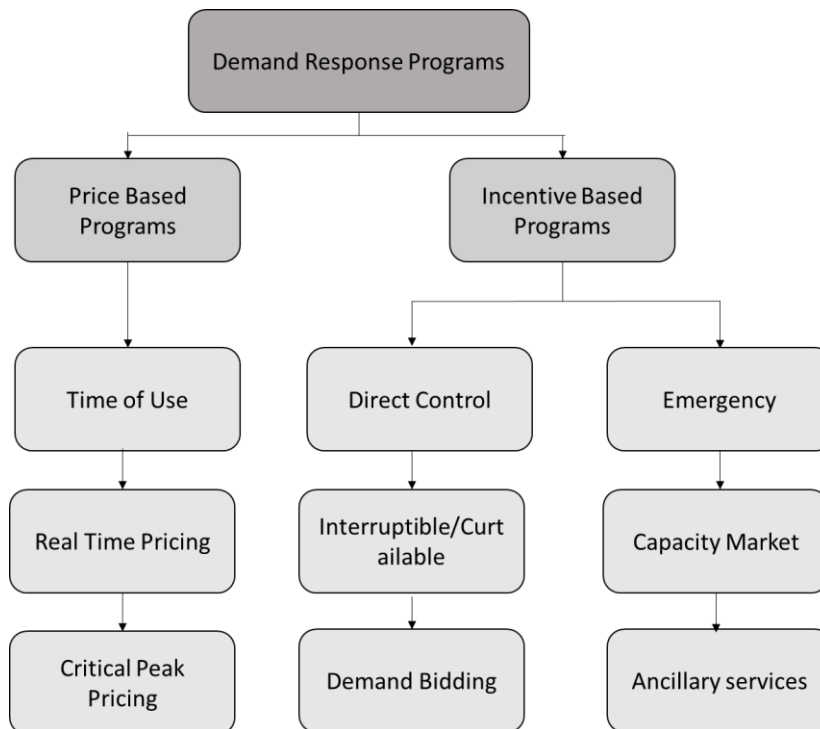 Demand Response Programs
Price Based
Programs
Incentive Based
Programs
Time of Use
Direct Control
Emergency
Real Time Pricing
Interruptible/Curt
ailable
Capacity Market
Critical Peak
Pricing
Demand Bidding
Ancillary services